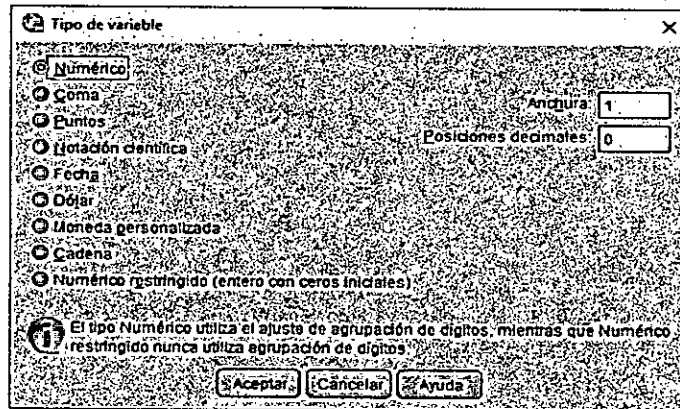 Tipo de variable
Numérico
Coma
Puntos
Notación científica
Fecha
Dólar
Moneda personalizada
Cadena
Numérico restringido (entero con ceros iniciales)
Anchura: 1
Posiciones decimales: 0
El tipo Numérico utiliza el ajuste de agrupación de dígitos, mientras que Numérico
restringido nunca utiliza agrupación de dígitos.
Aceptar Cancelar Ayuda